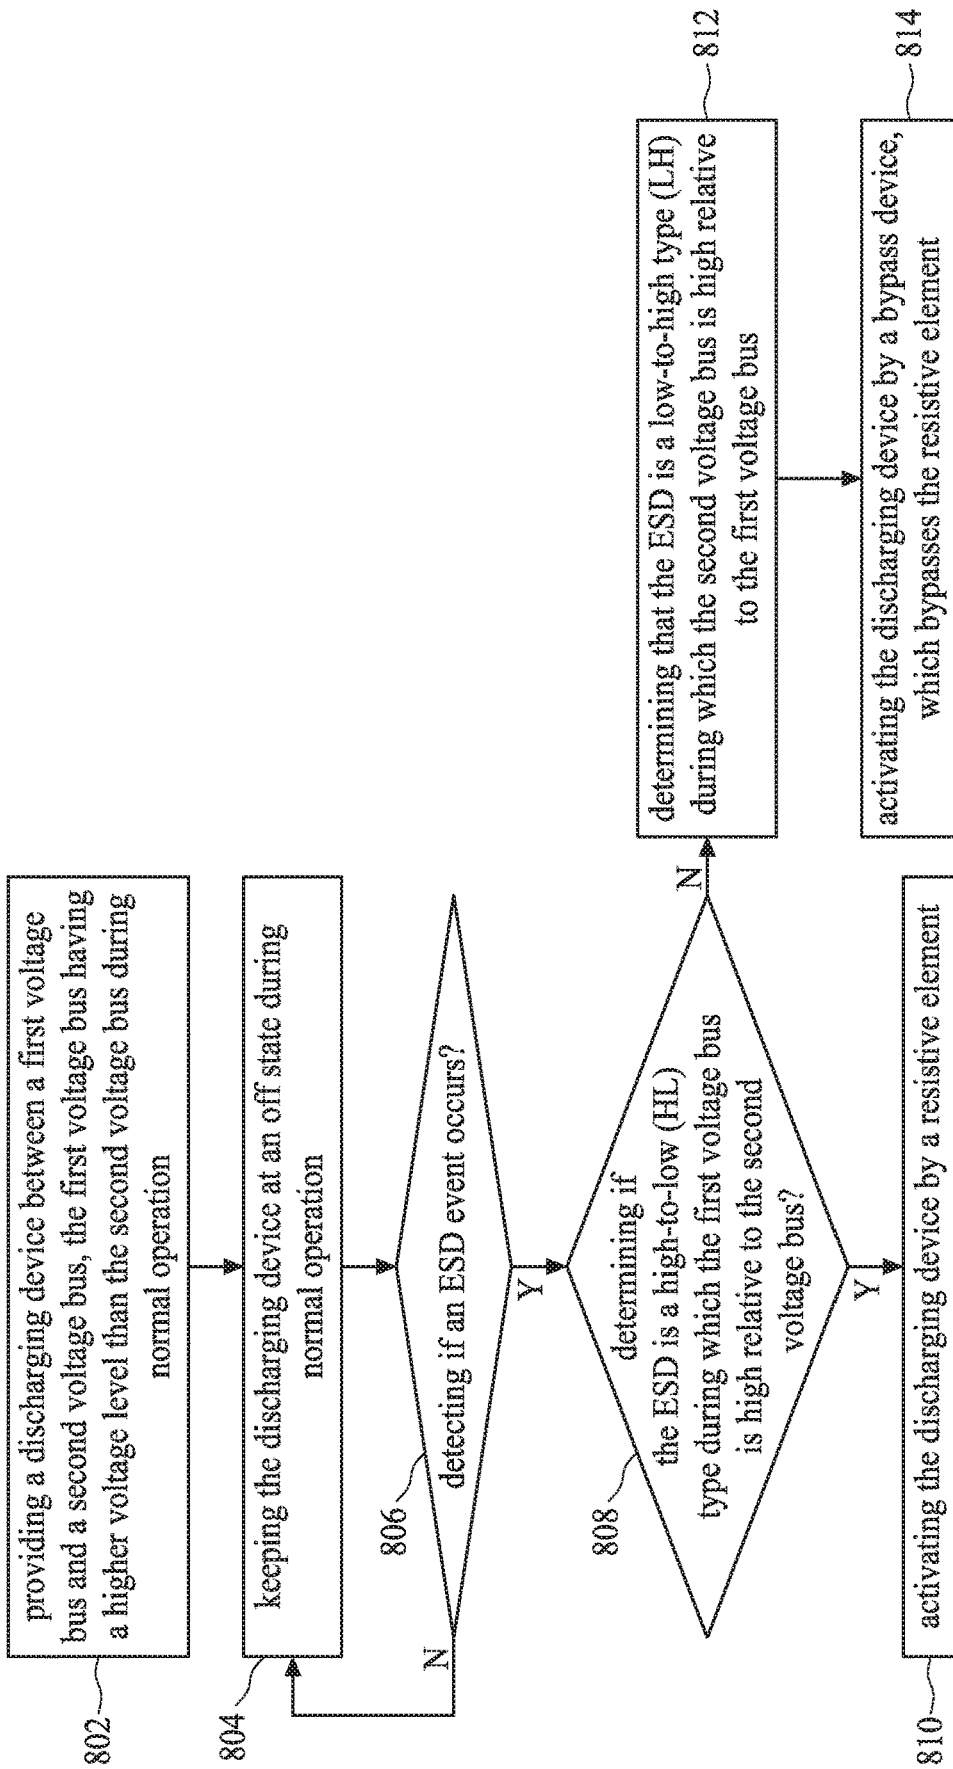 802
providing a discharging device between a first voltage
bus and a second voltage bus, the first voltage bus having
a higher voltage level than the second voltage bus during
normal operation
804
keeping the discharging device at an off state during
normal operation
806
detecting if an ESD event occurs?
N
Y
808
determining if
the ESD is a high-to-low (HL)
type during which the first voltage bus
is high relative to the second
voltage bus?
N
Y
810
activating the discharging device by a resistive element
812
determining that the ESD is a low-to-high type (LH)
during which the second voltage bus is high relative
to the first voltage bus
814
activating the discharging device by a bypass device,
which bypasses the resistive element